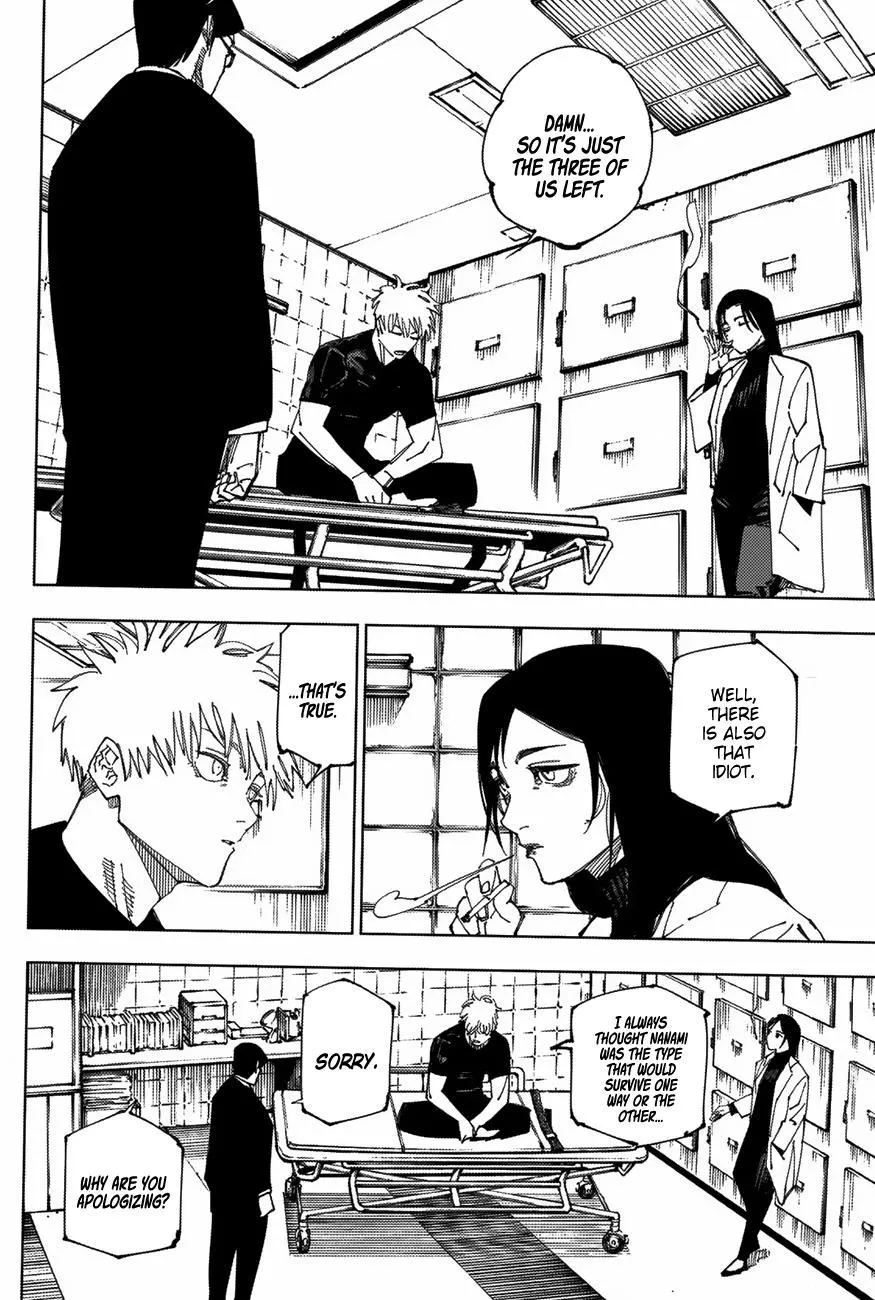 DAMN...
SO IT'S JUST
THE THREE OF
US LEFT.
WELL,
THERE
IS ALSO
THAT
IDIOT.
...THAT'S
TRUE.
I ALWAYS
THOUGHT NANAMI
WAS THE TYPE
THAT WOULD
SURVIVE ONE
WAY OR THE
OTHER...
SORRY.
WHY ARE YOU
APOLOGIZING?